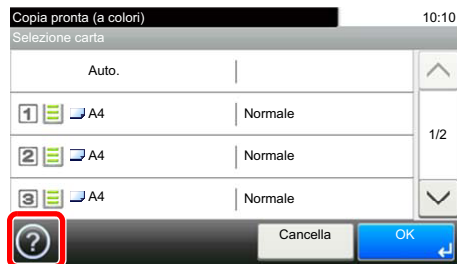 Copia pronta (a colori) 10:10
Selezione carta
Auto.
1 A4 Normale
2 A4 Normale
3 A4 Normale
1/2
?
Cancella OK